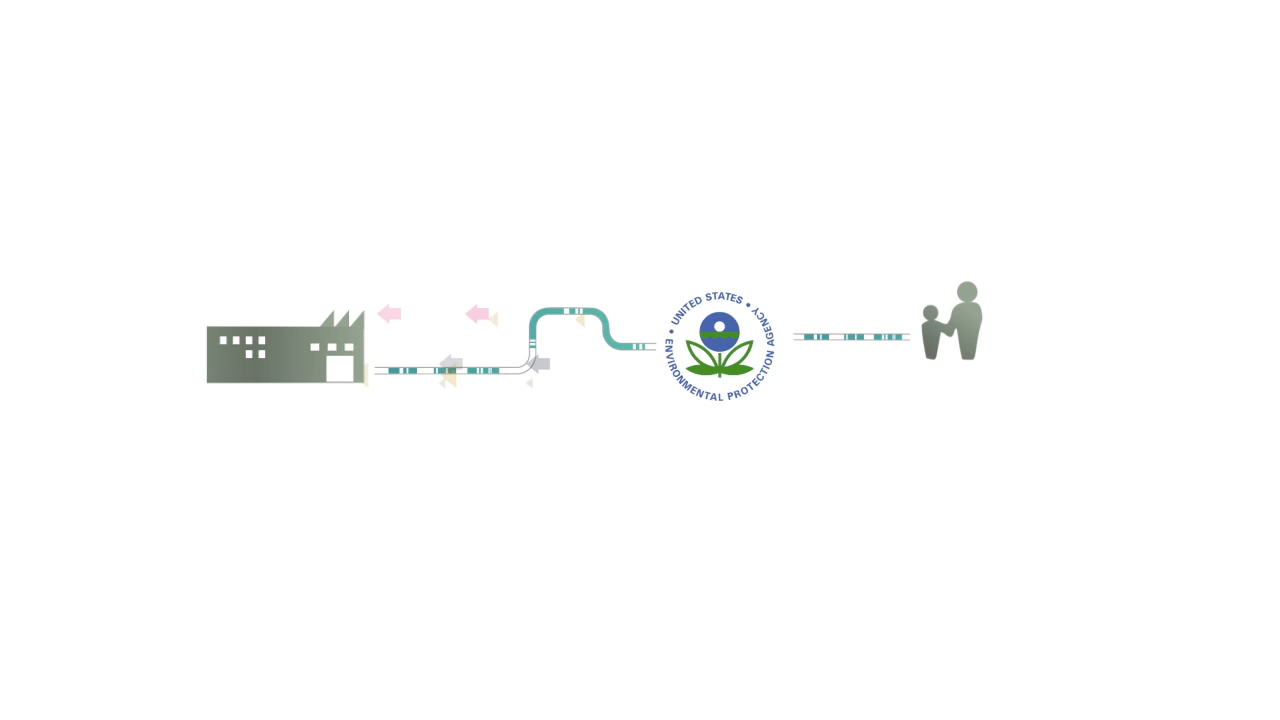 UNITED STATES • ENVIRONMENTAL PROTECTION AGENCY •